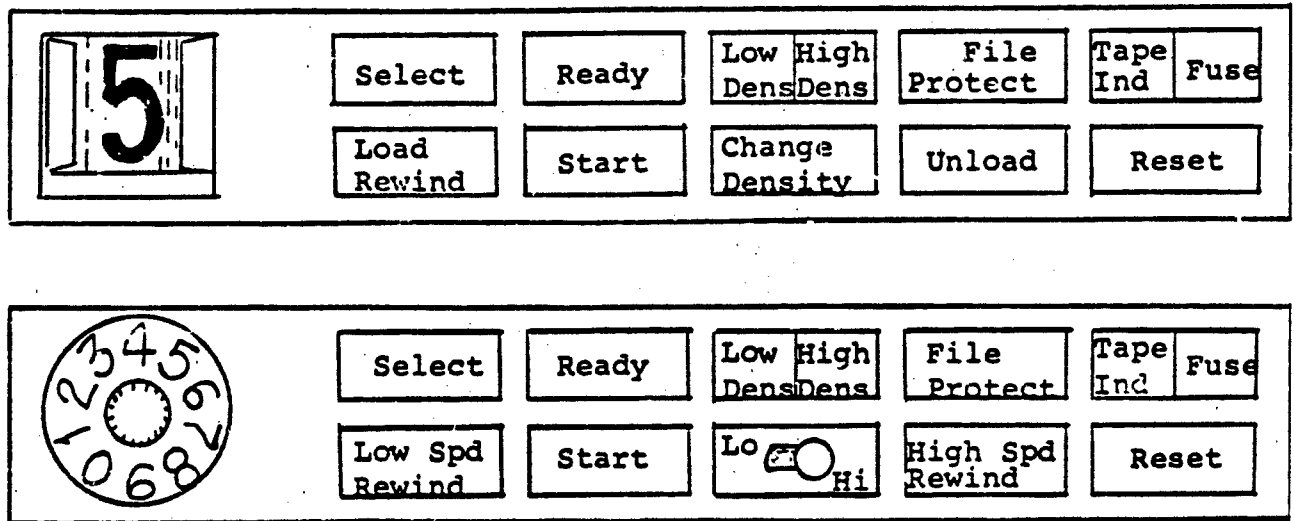 5
Select Ready Low Dens High Dens File Protect Tape Ind Fuse
Load Rewind Start Change Density Unload Reset
0 1 2 3 4 5 6 7 8 9
Select Ready Low Dens High Dens File Protect Tape Ind Fuse
Low Spd Rewind Start Lo Hi High Spd Rewind Reset